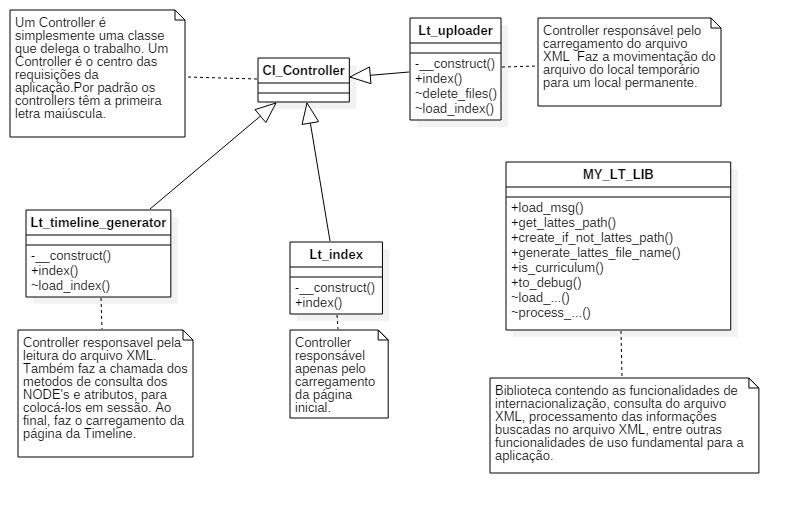 Um Controller é
simplesmente uma classe
que delega o trabalho. Um
Controller é o centro das
requisições da
aplicação.Por padrão os
controllers têm a primeira
letra maiúscula.
CI_Controller
Lt_uploader
-__construct()
+index()
~delete_files()
~load_index()
Controller responsável pelo
carregamento do arquivo
XML  Faz a movimentação do
arquivo do local temporário
para um local permanente.
Lt_timeline_generator
-__construct()
+index()
~load_index()
Lt_index
-__construct()
+index()
MY_LT_LIB
+load_msg()
+get_lattes_path()
+create_if_not_lattes_path()
+generate_lattes_file_name()
+is_curriculum()
+to_debug()
~load_...()
~process_...()
Controller responsavel pela
leitura do arquivo XML.
Também faz a chamada dos
metodos de consulta dos
NODE's e atributos, para
colocá-los em sessão. Ao
final, faz o carregamento da
página da Timeline.
Controller
responsável
apenas pelo
carregamento
da página
inicial.
Biblioteca contendo as funcionalidades de
internacionalização, consulta do arquivo
XML, processamento das informações
buscadas no arquivo XML, entre outras
funcionalidades de uso fundamental para a
aplicação.